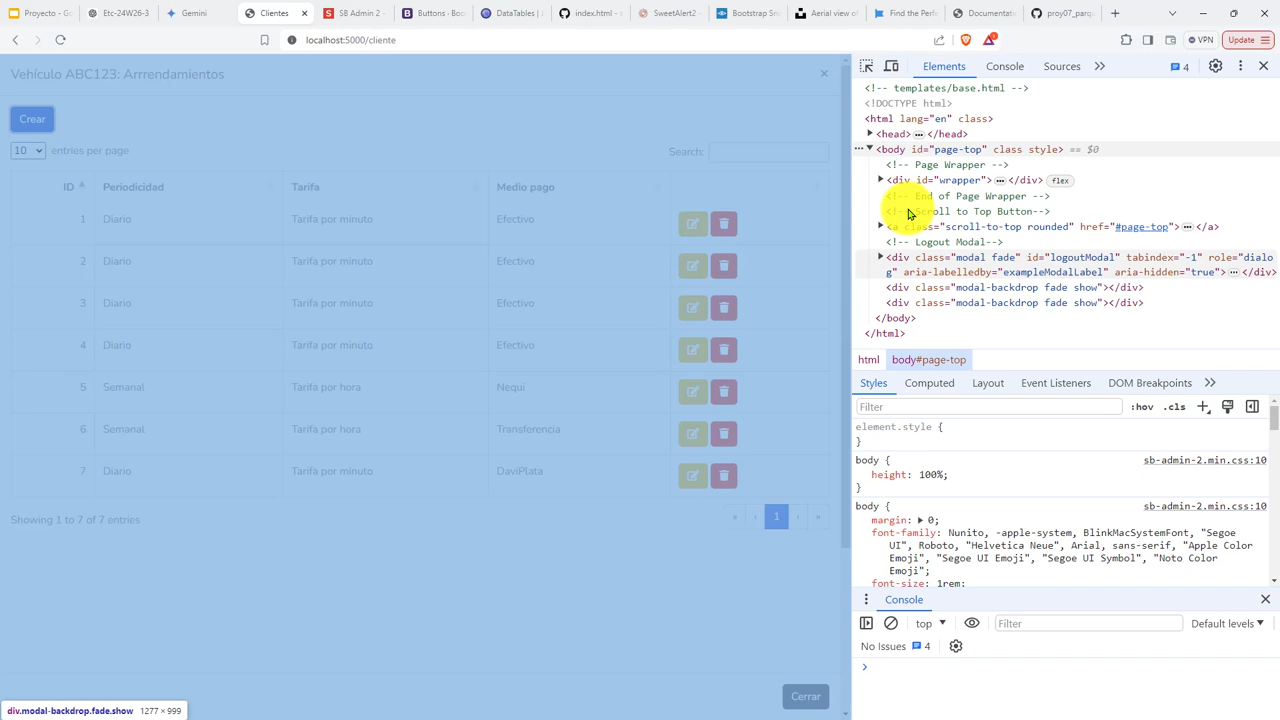 Proyecto - Ga
Etc-24W26-3
Gemini
Clientes
SB Admin 2 -
Buttons - Boo
DataTables | J
index.html - s
SweetAlert2
Bootstrap Sni
Aerial view of
Find the Perfe
Documentati
proy07_parqu
localhost:5000/cliente
VPN
Update
Vehículo ABC123: Arrrendamientos
Crear
10 entries per page
Search:
ID Periodicidad Tarifa Medio pago
1 Diario Tarifa por minuto Efectivo
2 Diario Tarifa por minuto Efectivo
3 Diario Tarifa por minuto Efectivo
4 Diario Tarifa por minuto Efectivo
5 Semanal Tarifa por hora Nequi
6 Semanal Tarifa por hora Transferencia
7 Diario Tarifa por minuto DaviPlata
Showing 1 to 7 of 7 entries
« ‹ 1 › »
Cerrar
div.modal-backdrop.fade.show 1277 × 999
Elements Console Sources 4
<!-- templates/base.html -->
<!DOCTYPE html>
<html lang="en" class>
<head> … </head>
<body id="page-top" class style> == $0
<!-- Page Wrapper -->
<div id="wrapper"> … </div> flex
<!-- End of Page Wrapper -->
<!-- Scroll to Top Button-->
<a class="scroll-to-top rounded" href="#page-top"> … </a>
<!-- Logout Modal-->
<div class="modal fade" id="logoutModal" tabindex="-1" role="dialo
g" aria-labelledby="exampleModalLabel" aria-hidden="true"> … </div>
<div class="modal-backdrop fade show"></div>
<div class="modal-backdrop fade show"></div>
</body>
</html>
html body#page-top
Styles Computed Layout Event Listeners DOM Breakpoints
Filter :hov .cls
element.style {
}
body { sb-admin-2.min.css:10
height: 100%;
}
body { sb-admin-2.min.css:10
margin: 0;
font-family: Nunito, -apple-system, BlinkMacSystemFont, "Segoe
UI", Roboto, "Helvetica Neue", Arial, sans-serif, "Apple Color
Emoji", "Segoe UI Emoji", "Segoe UI Symbol", "Noto Color
Emoji";
font-size: 1rem;
Console
top Filter Default levels
No Issues 4